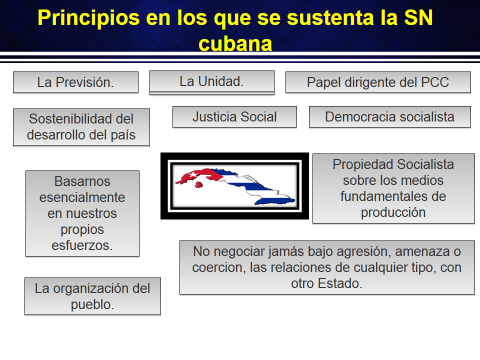 Principios en los que se sustenta la SN
cubana
La Previsión.
La Unidad.
Papel dirigente del PCC
Sostenibilidad del
desarrollo del país
Justicia Social
Democracia socialista
Basarnos
esencialmente
en nuestros
propios
esfuerzos.
Propiedad Socialista
sobre los medios
fundamentales de
producción
No negociar jamás bajo agresión, amenaza o
coercion, las relaciones de cualquier tipo, con
otro Estado.
La organización del
pueblo.